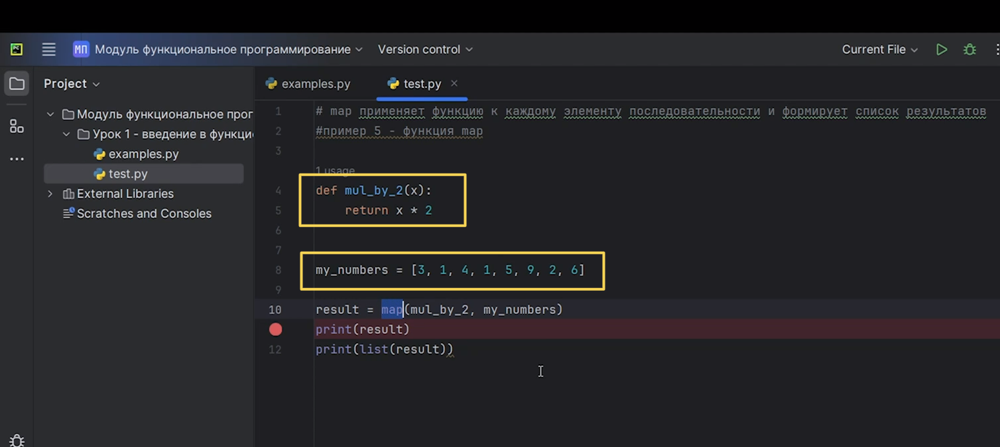 PC
МП Модуль функциональное программирование Version control Current File
Project
examples.py test.py
Модуль функциональное прог
Урок 1 - введение в функци
examples.py
test.py
External Libraries
Scratches and Consoles
1 # map применяет функцию к каждому элементу последовательности и формирует список результатов
2 #пример 5 - функция map
3
1 usage
4 def mul_by_2(x):
5 return x * 2
6
7
8 my_numbers = [3, 1, 4, 1, 5, 9, 2, 6]
9
10 result = map(mul_by_2, my_numbers)
print(result)
12 print(list(result))